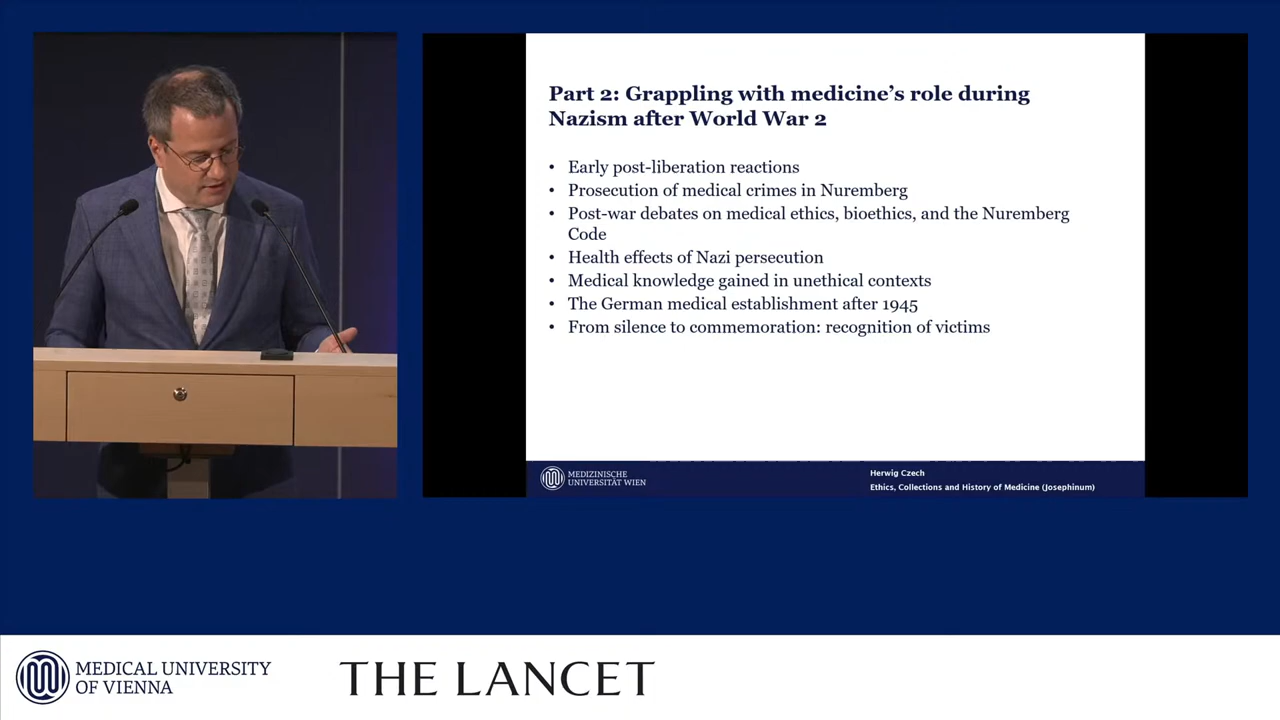 Part 2: Grappling with medicine's role during
Nazism after World War 2
• Early post-liberation reactions
• Prosecution of medical crimes in Nuremberg
• Post-war debates on medical ethics, bioethics, and the Nuremberg
Code
• Health effects of Nazi persecution
• Medical knowledge gained in unethical contexts
• The German medical establishment after 1945
• From silence to commemoration: recognition of victims
MEDIZINISCHE
UNIVERSITÄT WIEN
Herwig Czech
Ethics, Collections and History of Medicine (Josephinum)
MEDICAL UNIVERSITY
OF VIENNA
THE LANCET